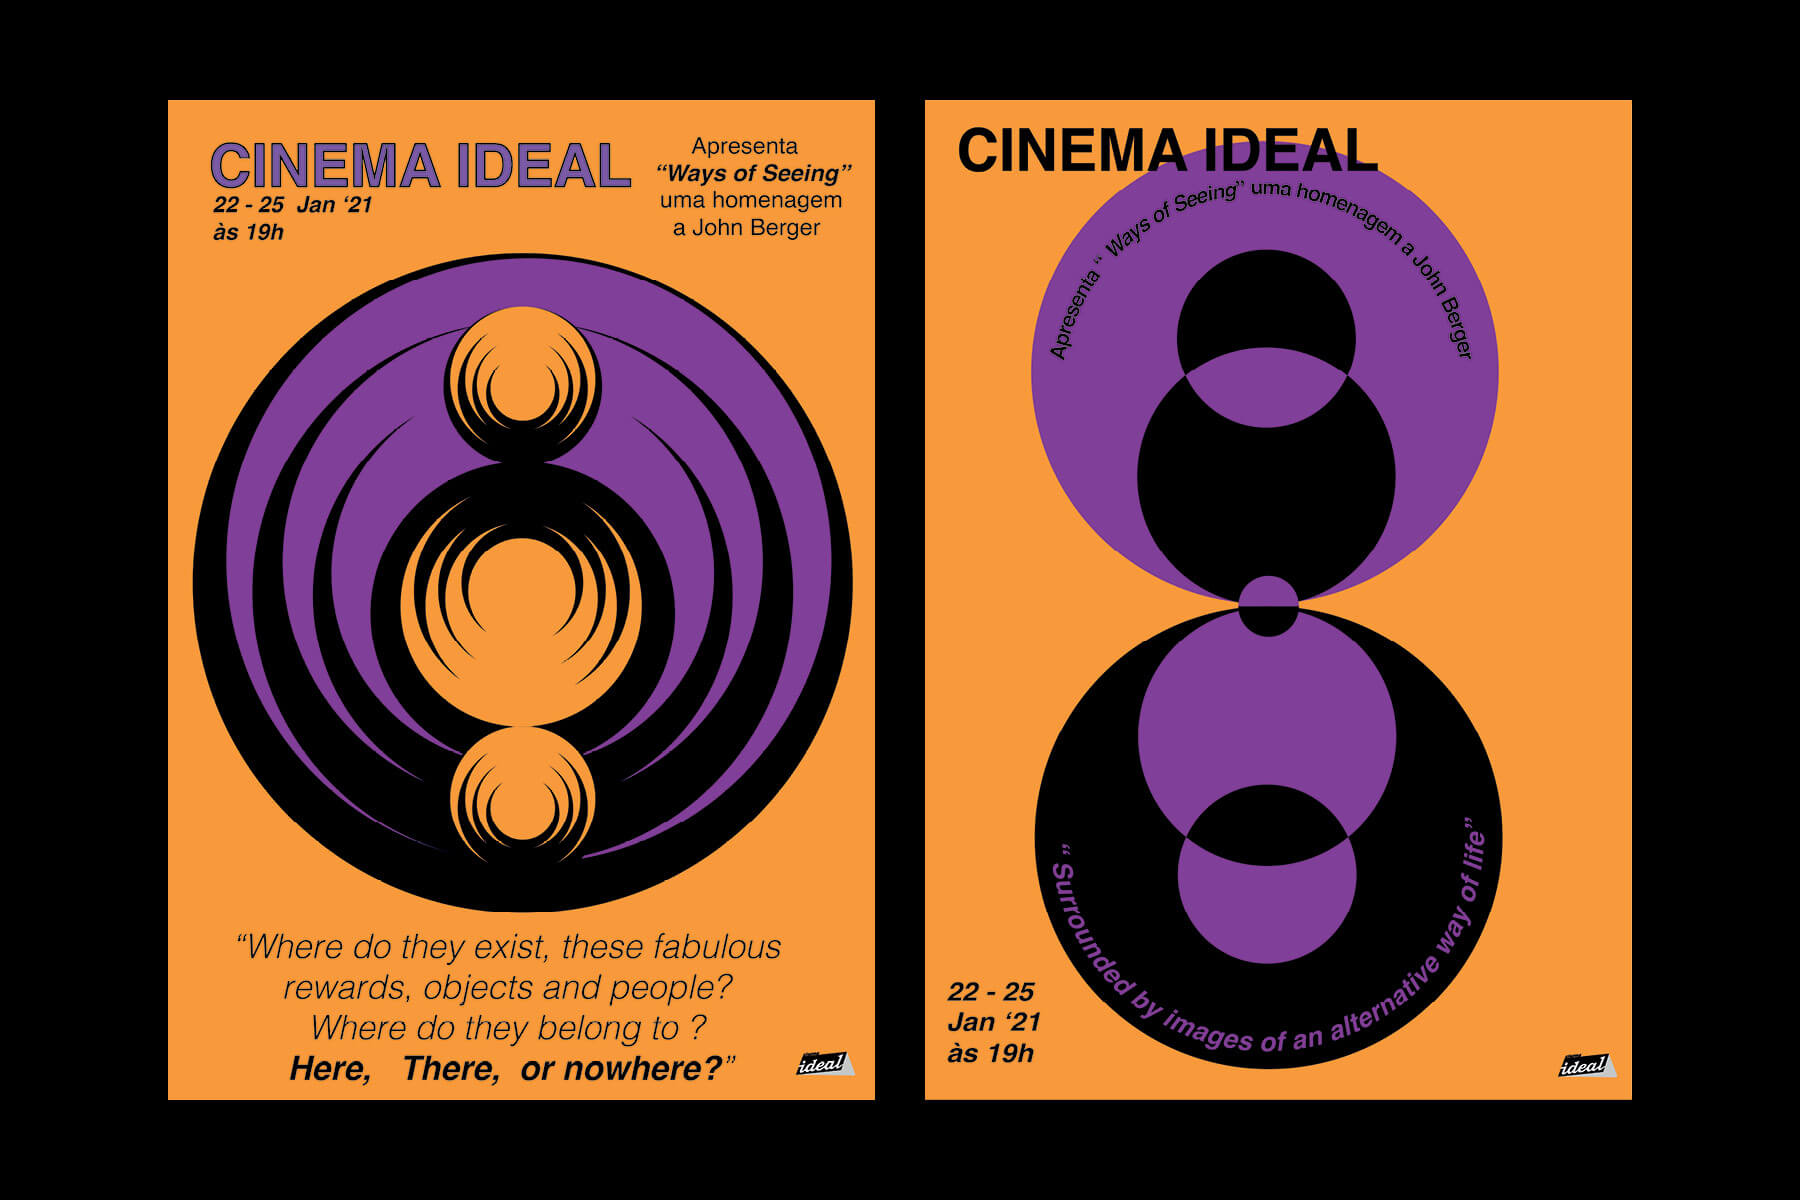 CINEMA IDEAL
22 - 25 Jan ‘21
às 19h
Apresenta
“Ways of Seeing”
uma homenagem
a John Berger
“Where do they exist, these fabulous
rewards, objects and people?
Where do they belong to ?
Here, There, or nowhere?”
ideal
CINEMA IDEAL
Apresenta “ Ways of Seeing” uma homenagem a John Berger
” Surrounded by images of an alternative way of life”
22 - 25
Jan ‘21
às 19h
ideal